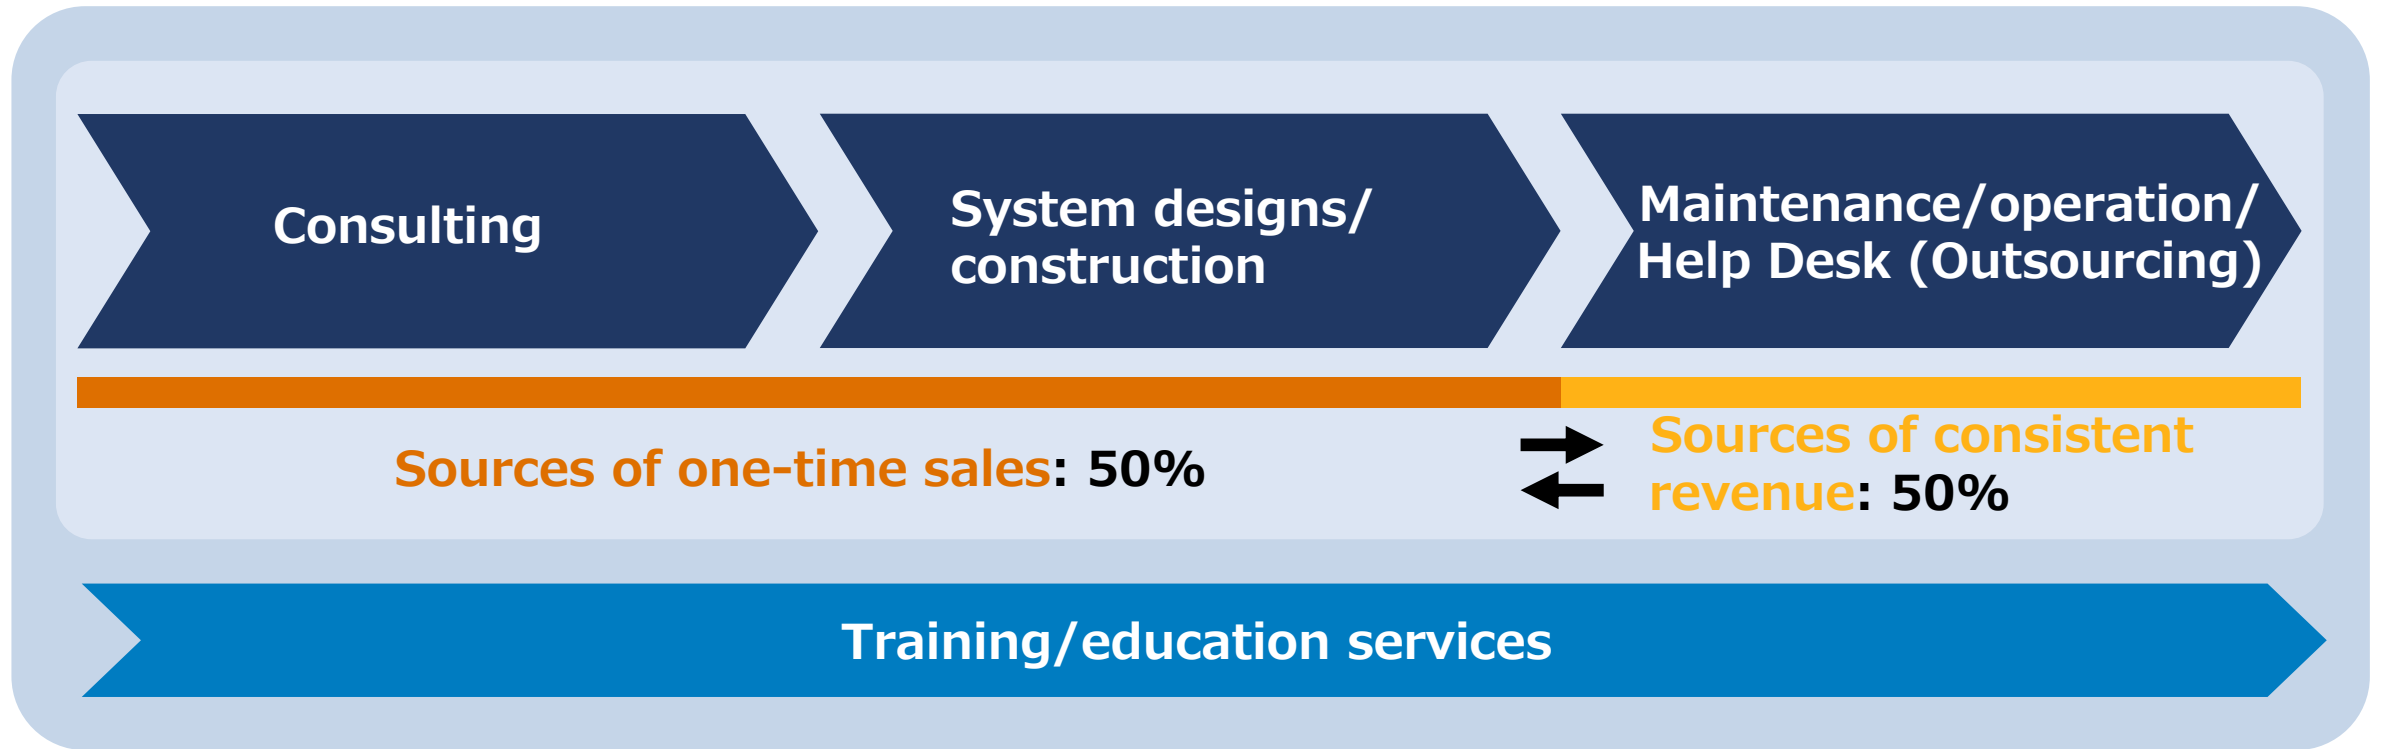 Consulting
System designs/
construction
Maintenance/operation/
Help Desk (Outsourcing)
Sources of one-time sales: 50%
Sources of consistent
revenue: 50%
Training/education services